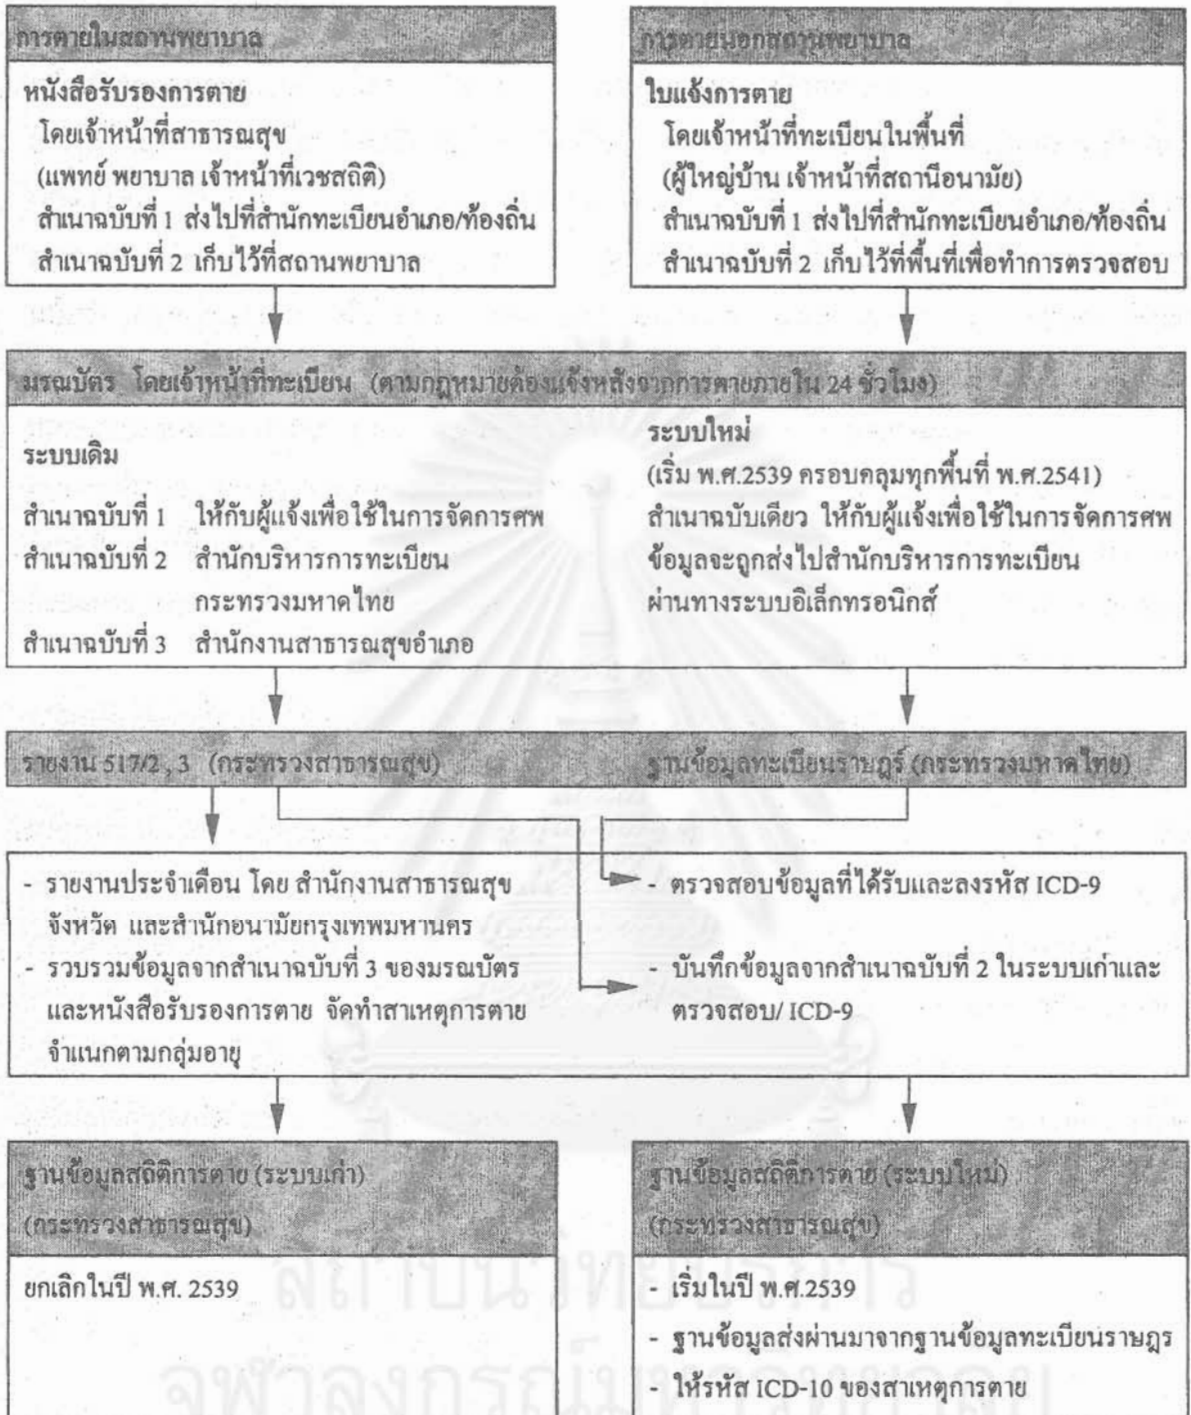 การตายในสถานพยาบาล
หนังสือรับรองการตาย
โดยเจ้าหน้าที่สาธารณสุข
(แพทย์ พยาบาล เจ้าหน้าที่เวชสถิติ)
สำเนาฉบับที่ 1 ส่งไปที่สำนักทะเบียนอำเภอ/ท้องถิ่น
สำเนาฉบับที่ 2 เก็บไว้ที่สถานพยาบาล
การตายนอกสถานพยาบาล
ใบแจ้งการตาย
โดยเจ้าหน้าที่ทะเบียนในพื้นที่
(ผู้ใหญ่บ้าน เจ้าหน้าที่สถานีอนามัย)
สำเนาฉบับที่ 1 ส่งไปที่สำนักทะเบียนอำเภอ/ท้องถิ่น
สำเนาฉบับที่ 2 เก็บไว้ที่พื้นที่เพื่อทำการตรวจสอบ
มรณบัตร โดยเจ้าหน้าที่ทะเบียน (ตามกฎหมายต้องแจ้งหลังจากการตายภายใน 24 ชั่วโมง)
ระบบเดิม
สำเนาฉบับที่ 1 ให้กับผู้แจ้งเพื่อใช้ในการจัดการศพ
สำเนาฉบับที่ 2 สำนักบริหารการทะเบียน
กระทรวงมหาดไทย
สำเนาฉบับที่ 3 สำนักงานสาธารณสุขอำเภอ
ระบบใหม่
(เริ่ม พ.ศ.2539 ครอบคลุมทุกพื้นที่ พ.ศ.2541)
สำเนาฉบับเดียว ให้กับผู้แจ้งเพื่อใช้ในการจัดการศพ
ข้อมูลจะถูกส่งไปสำนักบริหารการทะเบียน
ผ่านทางระบบอิเล็กทรอนิกส์
รายงาน 517/2 , 3 (กระทรวงสาธารณสุข)
ฐานข้อมูลทะเบียนราษฎร์ (กระทรวงมหาดไทย)
- รายงานประจำเดือน โดย สำนักงานสาธารณสุข
จังหวัด และสำนักอนามัยกรุงเทพมหานคร
- รวบรวมข้อมูลจากสำเนาฉบับที่ 3 ของมรณบัตร
และหนังสือรับรองการตาย จัดทำสาเหตุการตาย
จำแนกตามกลุ่มอายุ
- ตรวจสอบข้อมูลที่ได้รับและลงรหัส ICD-9
- บันทึกข้อมูลจากสำเนาฉบับที่ 2 ในระบบเก่าและ
ตรวจสอบ/ ICD-9
ฐานข้อมูลสถิติการตาย (ระบบเก่า)
(กระทรวงสาธารณสุข)
ยกเลิกในปี พ.ศ. 2539
ฐานข้อมูลสถิติการตาย (ระบบใหม่)
(กระทรวงสาธารณสุข)
- เริ่มในปี พ.ศ.2539
- ฐานข้อมูลส่งผ่านมาจากฐานข้อมูลทะเบียนราษฎร
- ให้รหัส ICD-10 ของสาเหตุการตาย
สถาบันวิทยบริการ
จุฬาลงกรณ์มหาวิทยาลัย